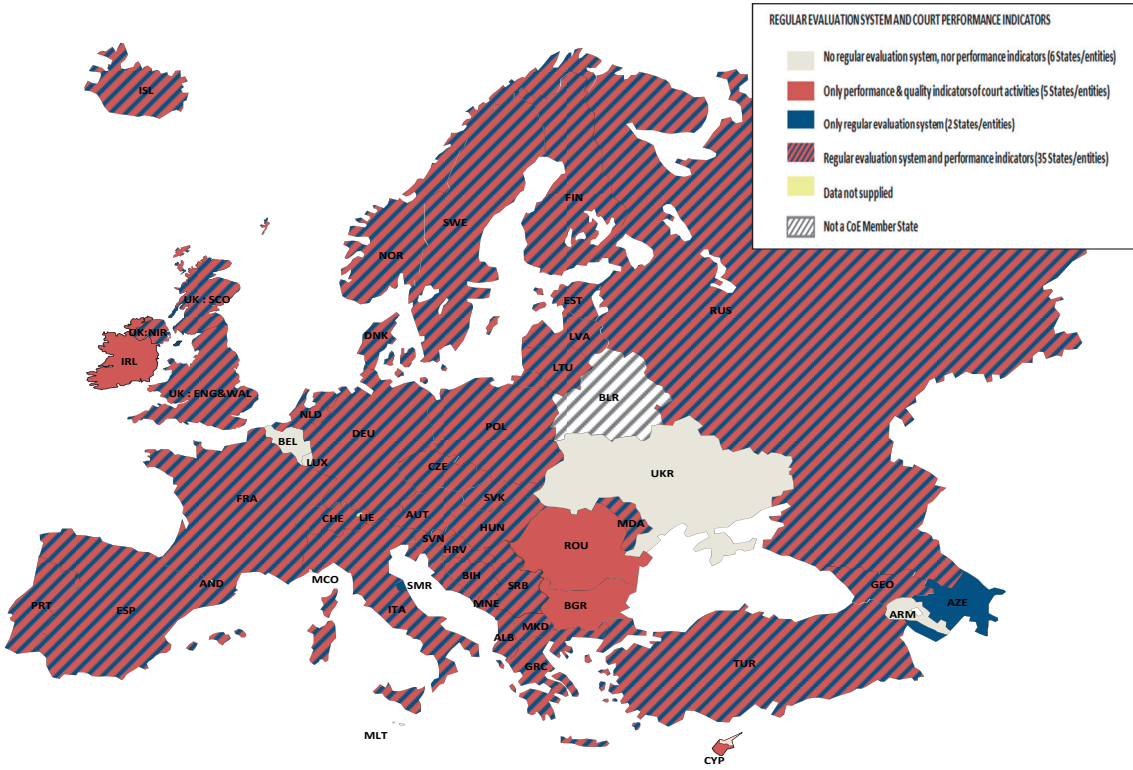 REGULAR EVALUATION SYSTEM AND COURT PERFORMANCE INDICATORS
No regular evaluation system, nor performance indicators (6 States/entities)
Only performance & quality indicators of court activities (5 States/entities)
Only regular evaluation system (2 States/entities)
Regular evaluation system and performance indicators (35 States/entities)
Data not supplied
Not a CoE Member State
ISL
FIN
SWE
NOR
UK : SCO
EST
RUS
UK:NIR
DNK
LVA
IRL
LTU
UK : ENG&WAL
BLR
NLD
POL
DEU
BEL
LUX
CZE
UKR
FRA
SVK
CHE
LIE
AUT
HUN
MDA
SVN
ROU
HRV
MCO
AND
SMR
BIH
SRB
GEO
PRT
ESP
ITA
MNE
BGR
AZE
ARM
MKD
ALB
GRC
TUR
MLT
CYP